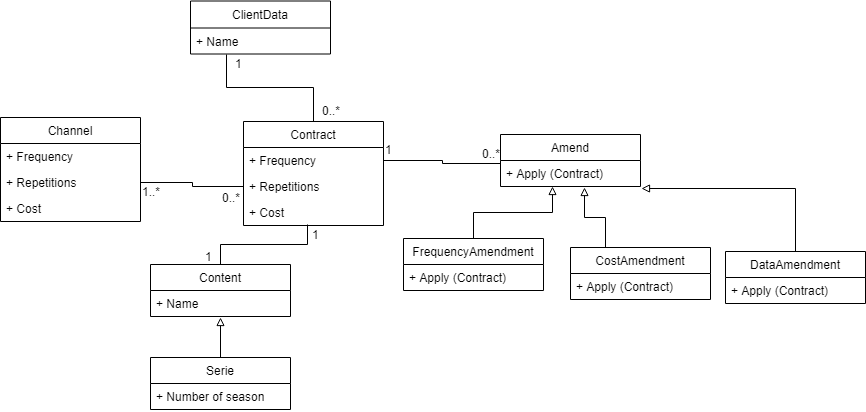 ClientData
+ Name
1
0..*
Channel
+ Frequency
+ Repetitions
+ Cost
1..*
0..*
Contract
+ Frequency
+ Repetitions
+ Cost
1
0..*
Amend
+ Apply (Contract)
1
1
Content
+ Name
FrequencyAmendment
+ Apply (Contract)
CostAmendment
+ Apply (Contract)
DataAmendment
+ Apply (Contract)
Serie
+ Number of season